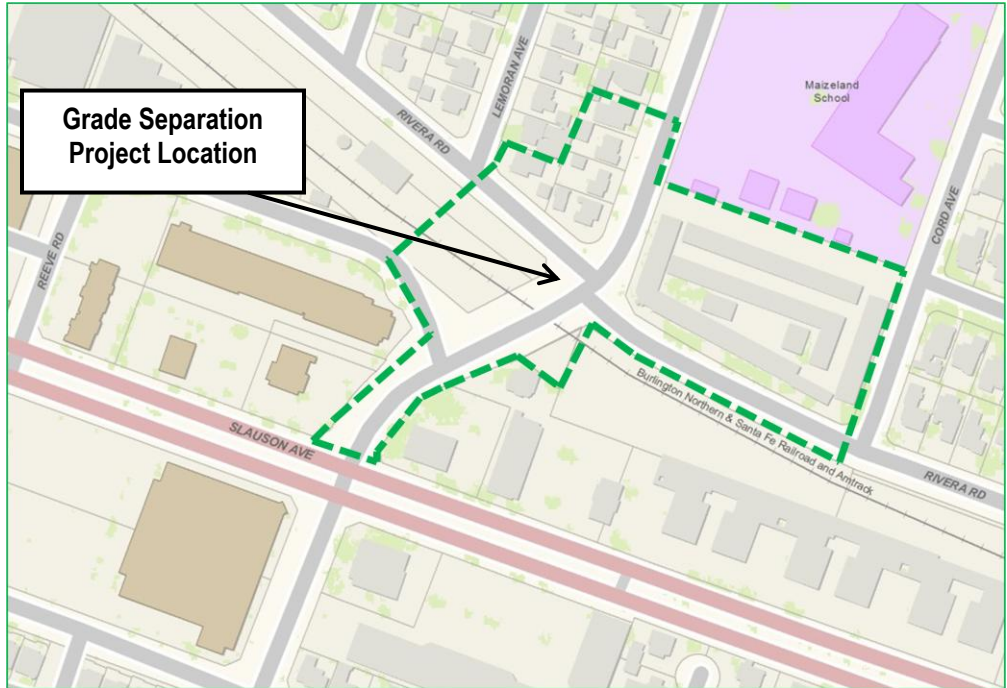 Grade Separation
Project Location
LEMORAN AVE
RIVERA RD
Maizeland
School
CORD AVE
REEVE RD
Burlington Northern & Santa Fe Railroad and Amtrack
SLAUSON AVE
RIVERA RD